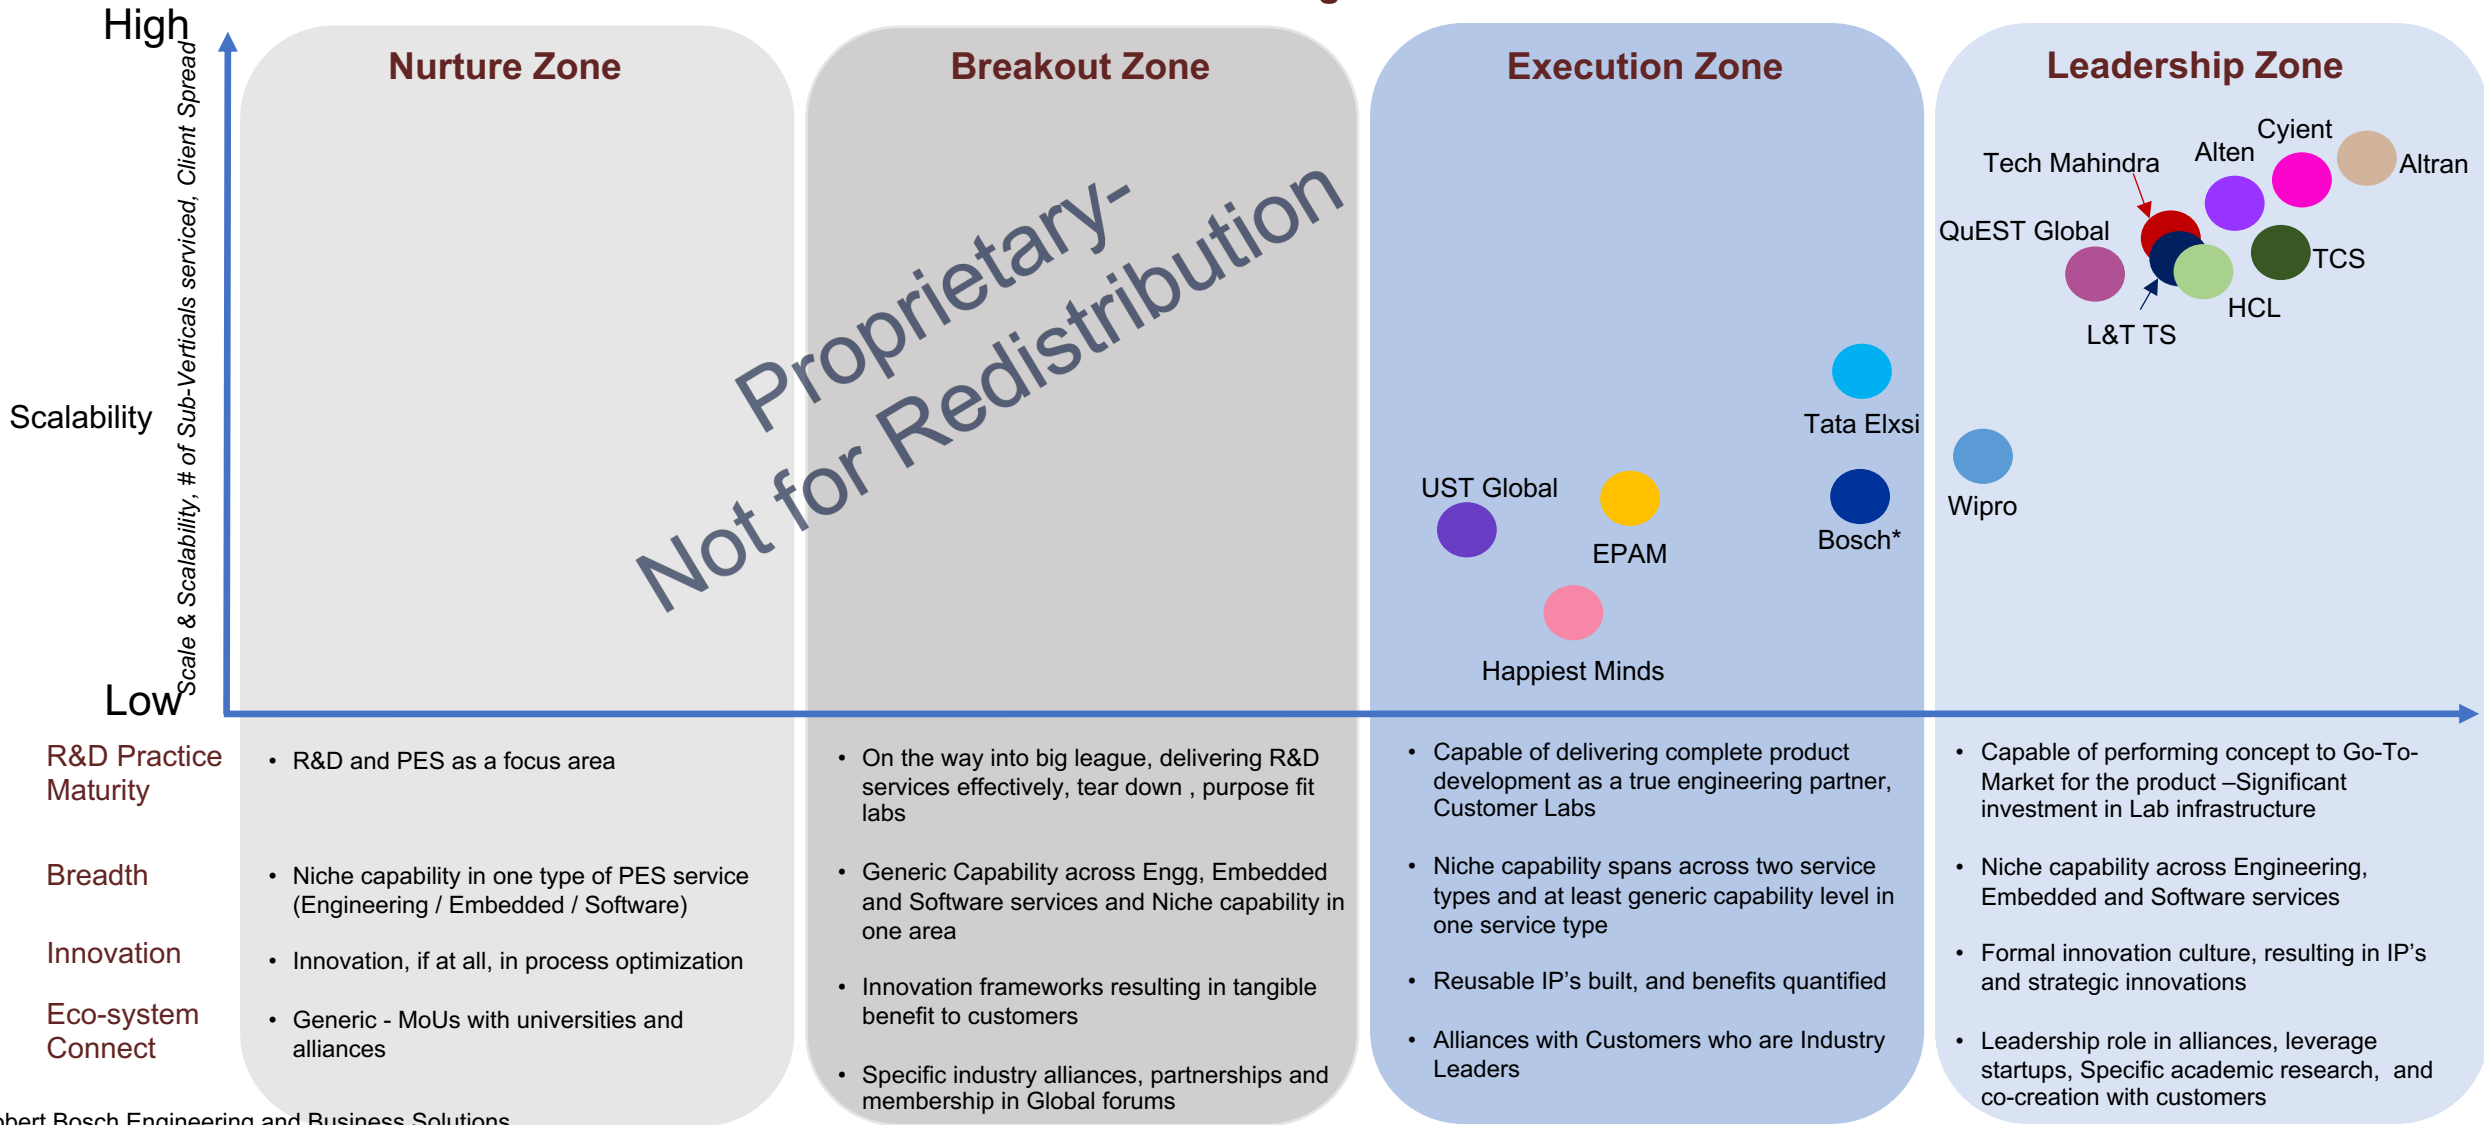 High
Scale & Scalability, # of Sub-Verticals serviced, Client Spread
Scalability
Low
Nurture Zone
Breakout Zone
Execution Zone
Leadership Zone
Proprietary-
Not for Redistribution
Cyient
Alten
Tech Mahindra
Altran
QuEST Global
TCS
HCL
L&T TS
Tata Elxsi
UST Global
Wipro
Bosch*
EPAM
Happiest Minds
R&D Practice
Maturity
• R&D and PES as a focus area
• On the way into big league, delivering R&D
services effectively, tear down , purpose fit
labs
• Capable of delivering complete product
development as a true engineering partner,
Customer Labs
• Capable of performing concept to Go-To-
Market for the product –Significant
investment in Lab infrastructure
Breadth
• Niche capability in one type of PES service
(Engineering / Embedded / Software)
• Generic Capability across Engg, Embedded
and Software services and Niche capability in
one area
• Niche capability spans across two service
types and at least generic capability level in
one service type
• Niche capability across Engineering,
Embedded and Software services
Innovation
• Innovation, if at all, in process optimization
• Innovation frameworks resulting in tangible
benefit to customers
• Reusable IP's built, and benefits quantified
• Formal innovation culture, resulting in IP's
and strategic innovations
Eco-system
Connect
• Generic - MoUs with universities and
alliances
• Specific industry alliances, partnerships and
membership in Global forums
• Alliances with Customers who are Industry
Leaders
• Leadership role in alliances, leverage
startups, Specific academic research, and
co-creation with customers
obert Bosch Engineering and Business Solutions